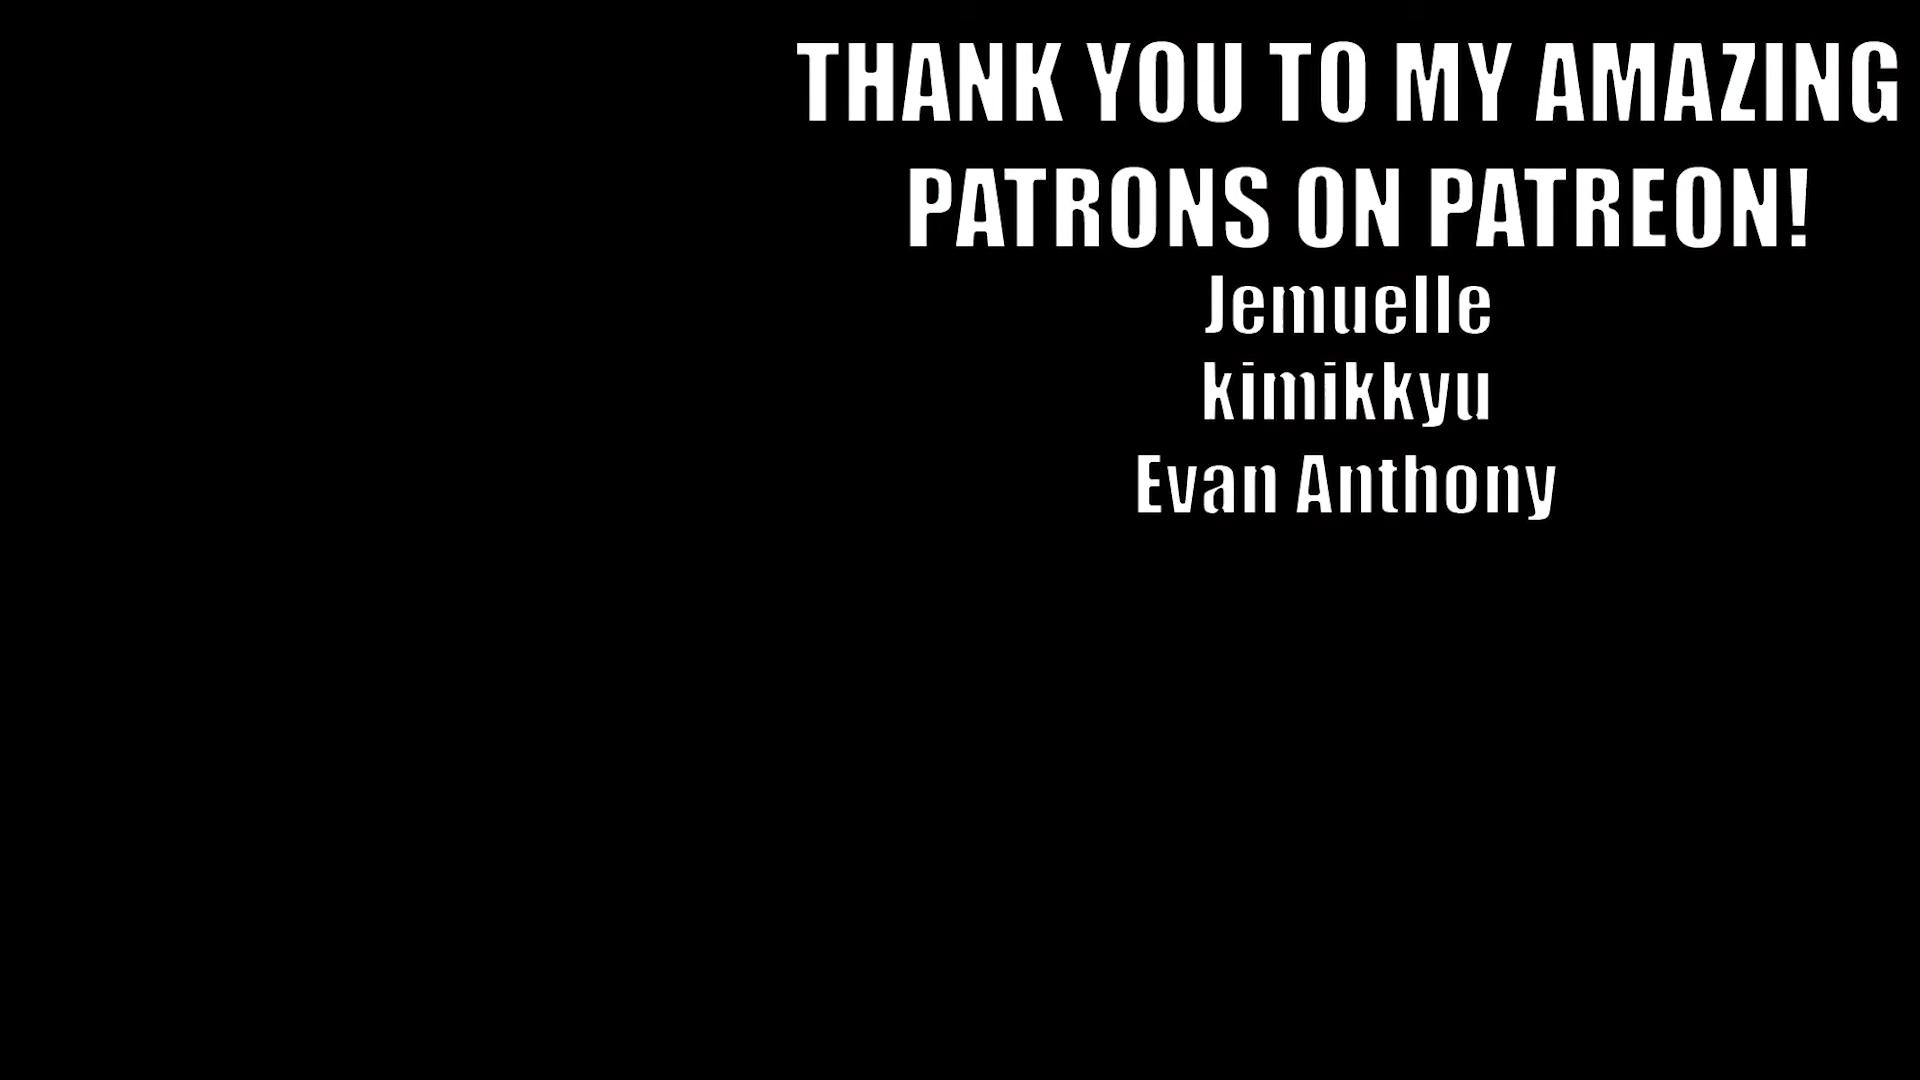 THANK YOU TO MY AMAZING
PATRONS ON PATREON!
Jemuelle
kimikkyu
Evan Anthony